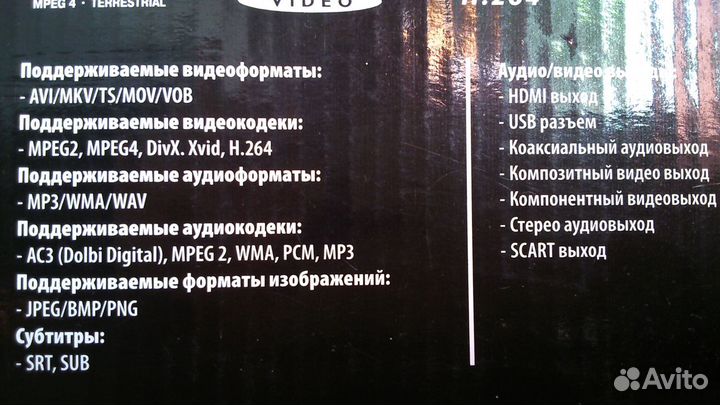 MPEG 4 · TERRESTRIAL
VIDEO
H.264
Поддерживаемые видеоформаты:
- AVI/MKV/TS/MOV/VOB
Поддерживаемые видеокодеки:
- MPEG2, MPEG4, DivX. Xvid, H.264
Поддерживаемые аудиоформаты:
- MP3/WMA/WAV
Поддерживаемые аудиокодеки:
- AC3 (Dolbi Digital), MPEG 2, WMA, PCM, MP3
Поддерживаемые форматы изображений:
- JPEG/BMP/PNG
Субтитры:
- SRT, SUB
Аудио/видео
- HDMI выход
- USB разъем
- Коаксиальный аудиовыход
- Композитный видео выход
- Компонентный видеовыход
- Стерео аудиовыход
- SCART выход
Avito